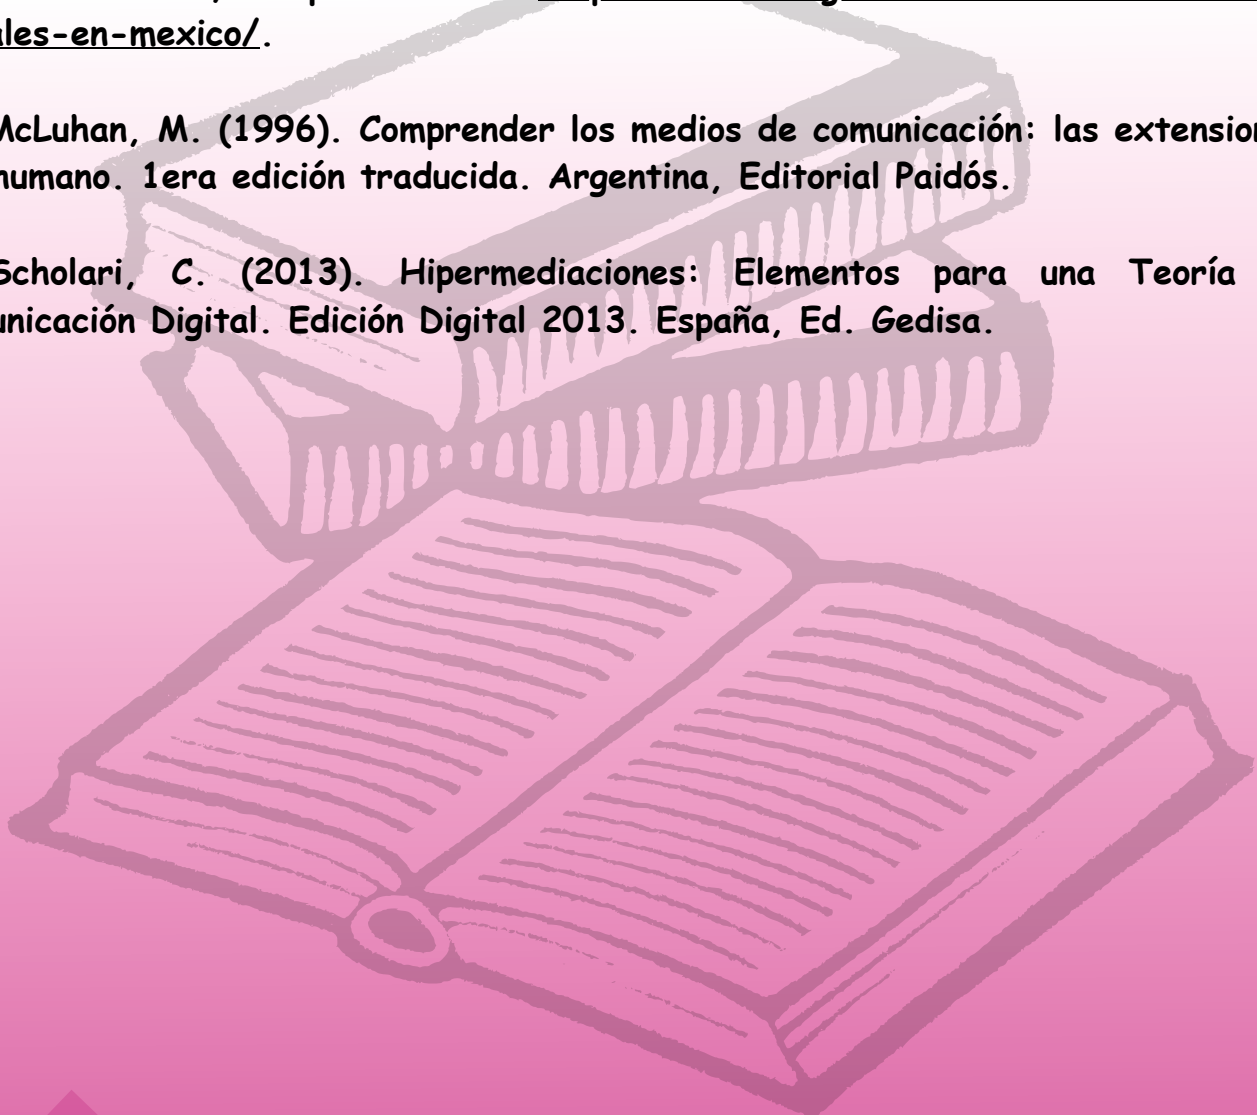 ales-en-mexico/.
McLuhan, M. (1996). Comprender los medios de comunicación: las extension
humano. 1era edición traducida. Argentina, Editorial Paidós.
Scholari, C. (2013). Hipermediaciones: Elementos para una Teoría
unicación Digital. Edición Digital 2013. España, Ed. Gedisa.